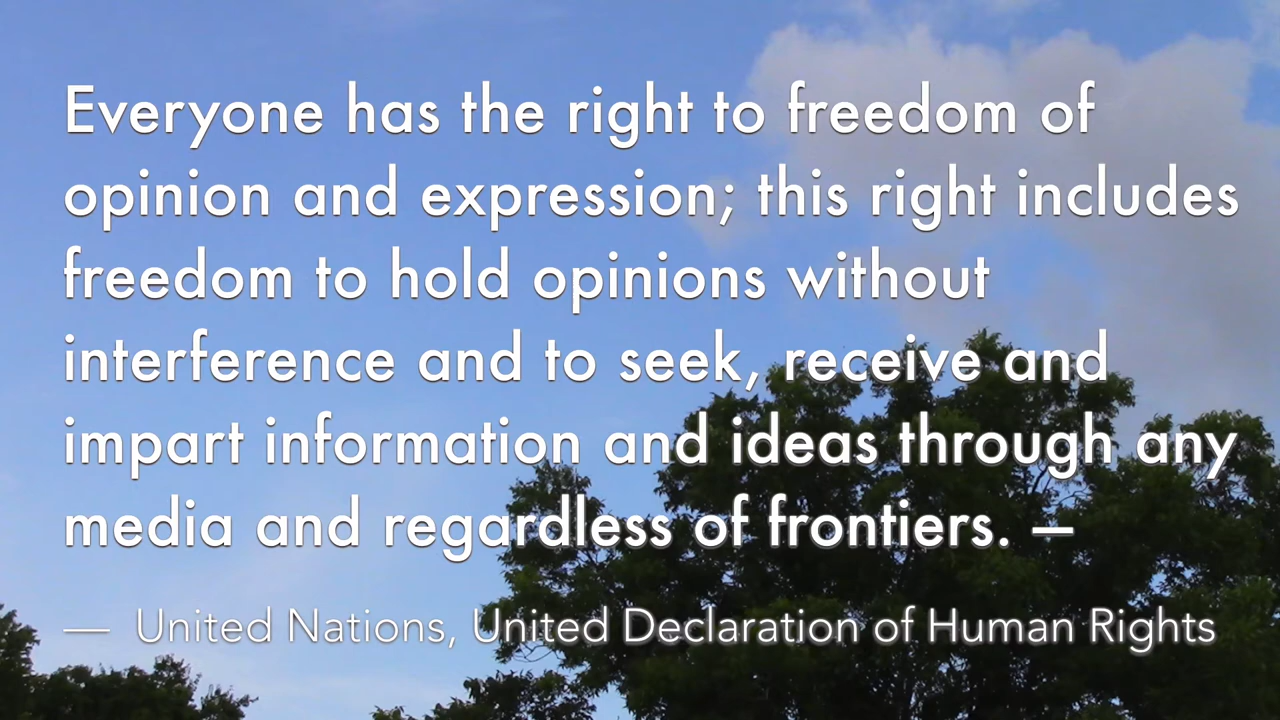 Everyone has the right to freedom of
opinion and expression; this right includes
freedom to hold opinions without
interference and to seek, receive and
impart information and ideas through any
media and regardless of frontiers. —
— United Nations, United Declaration of Human Rights